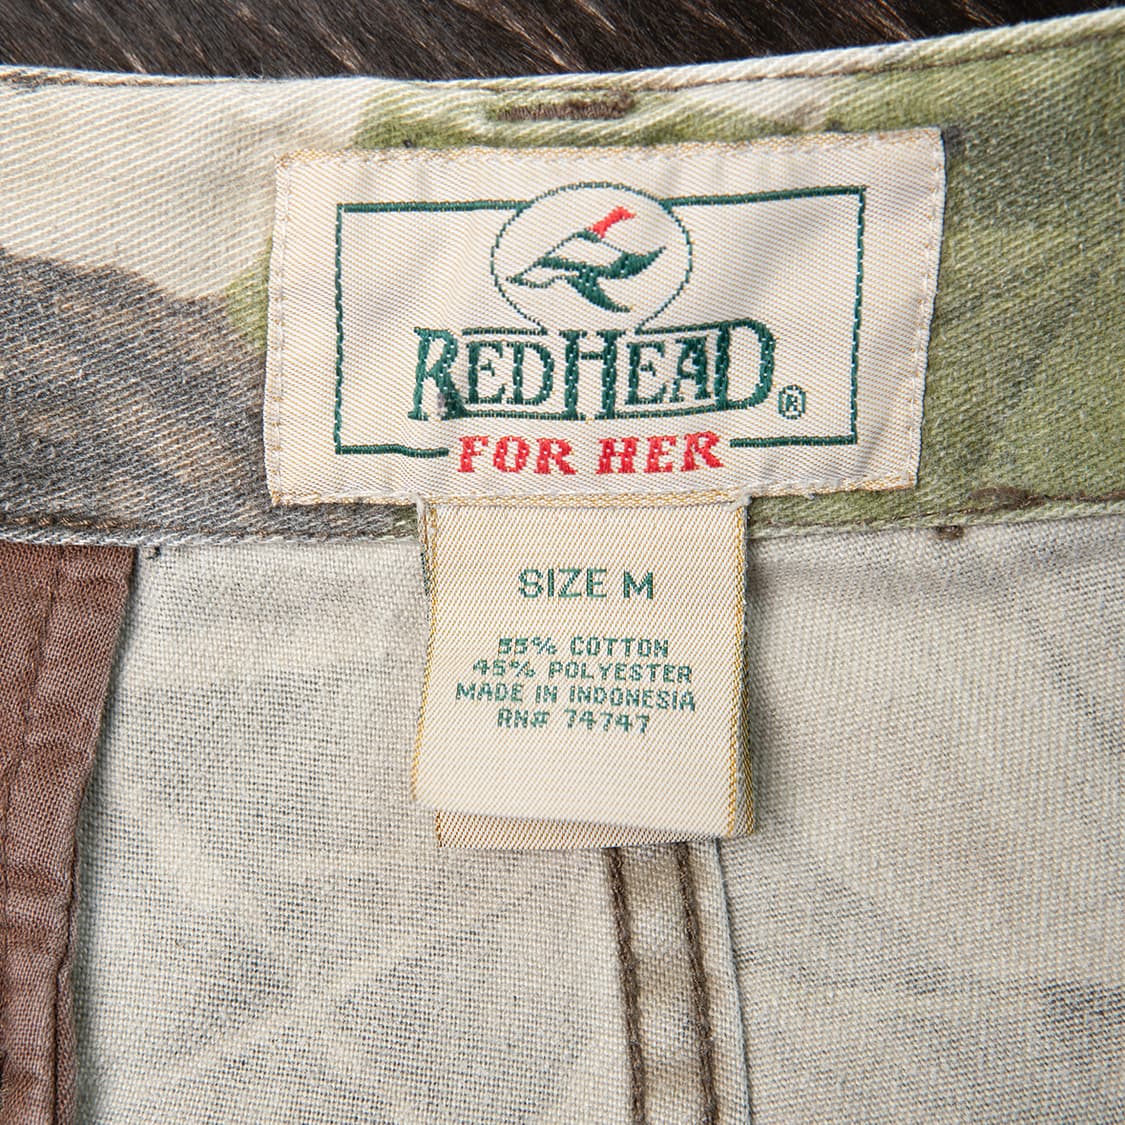 REDHEAD®
FOR HER
SIZE M
55% COTTON
45% POLYESTER
MADE IN INDONESIA
RN# 74747